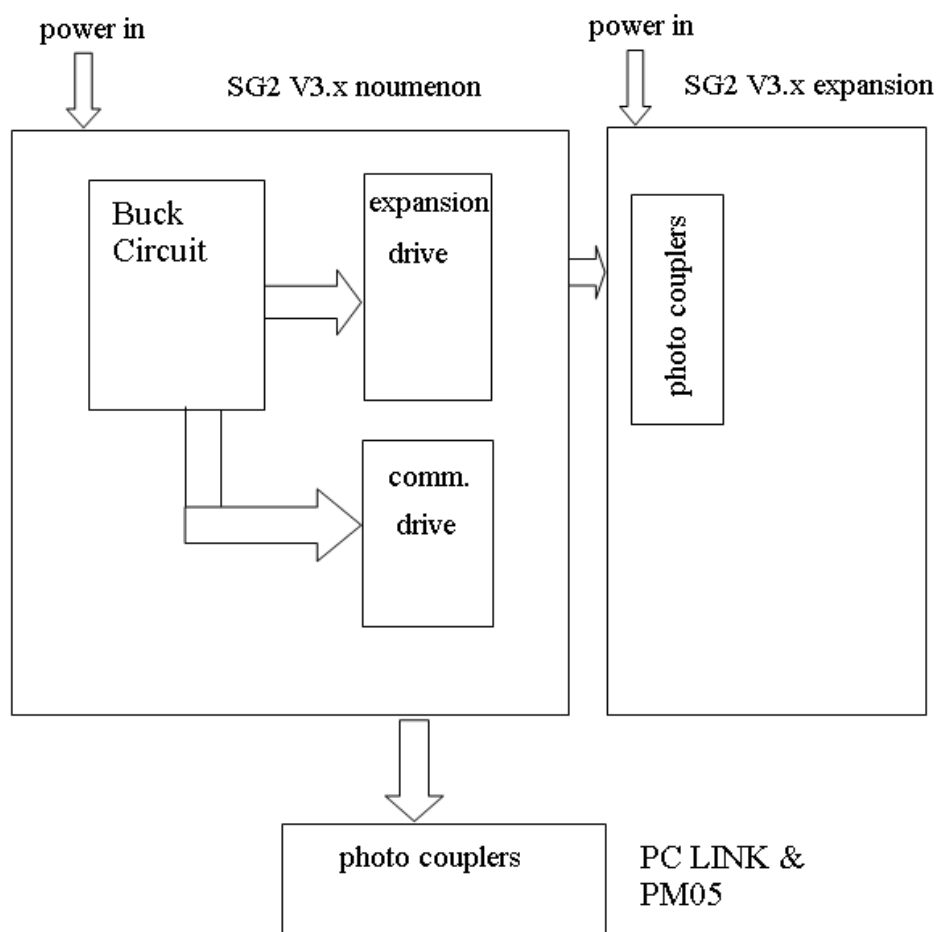 power in
power in
SG2 V3.x noumenon
SG2 V3.x expansion
Buck
Circuit
expansion
drive
photo couplers
comm.
drive
photo couplers
PC LINK &
PM05